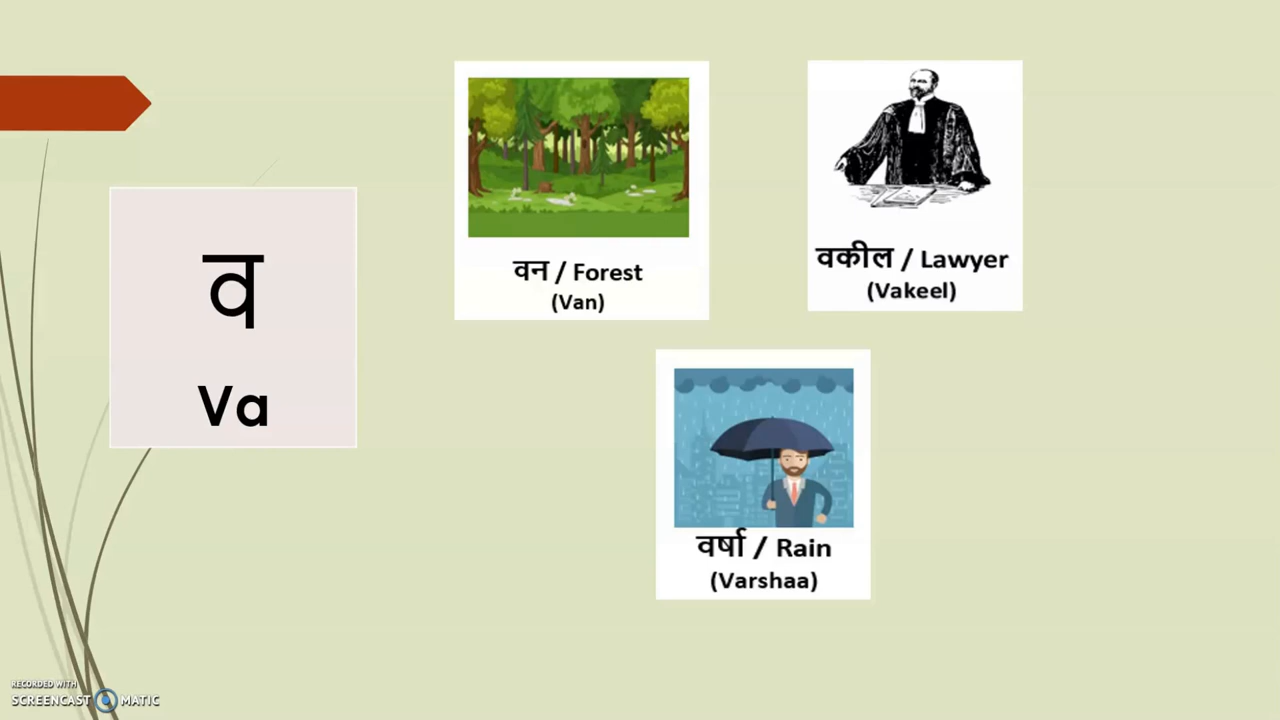 व
Va
वन / Forest
(Van)
वकील / Lawyer
(Vakeel)
वर्षा / Rain
(Varshaa)
RECORDED WITH
SCREENCAST MATIC